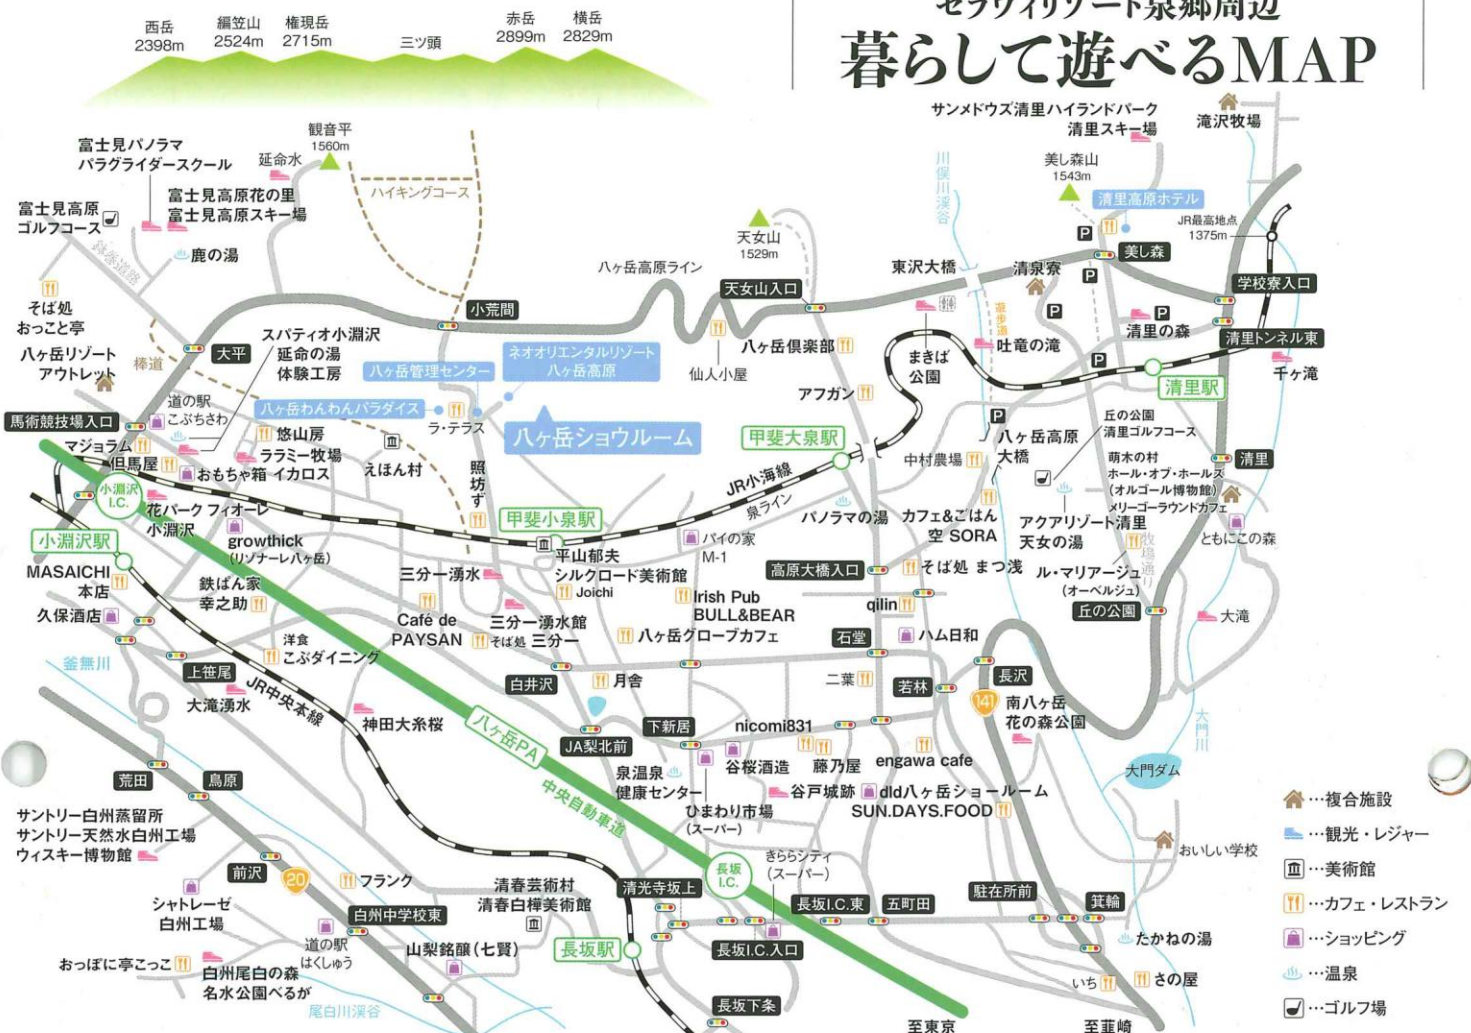 セラヴィリゾート泉郷周辺
暮らして遊べるMAP
西岳
2398m
編笠山
2524m
権現岳
2715m
三ツ頭
赤岳
2899m
横岳
2829m
サンメドウズ清里ハイランドパーク
清里スキー場
滝沢牧場
富士見パノラマ
パラグライダースクール
延命水
観音平
1560m
ハイキングコース
川俣川渓谷
美し森山
1543m
清里高原ホテル
JR最高地点
1375m
富士見高原
ゴルフコース
富士見高原花の里
富士見高原スキー場
鉢巻道路
鹿の湯
天女山
1529m
八ヶ岳高原ライン
天女山入口
東沢大橋
清泉寮
美し森
学校寮入口
そば処
おっこと亭
小荒間
遊歩道
清里の森
清里トンネル東
八ヶ岳リゾート
アウトレット
棒道
大平
スパティオ小淵沢
延命の湯
体験工房
八ヶ岳管理センター
ネオオリエンタルリゾート
八ヶ岳高原
仙人小屋
八ヶ岳倶楽部
まきば
公園
吐竜の滝
千ヶ滝
清里駅
アフガン
馬術競技場入口
道の駅
こぶちさわ
八ヶ岳わんわんパラダイス
ラ・テラス
八ヶ岳ショウルーム
マジョラム
但馬屋
悠山房
ララミー牧場
おもちゃ箱 イカロス
えほん村
照坊ず
甲斐大泉駅
中村農場
八ヶ岳高原
大橋
丘の公園
清里ゴルフコース
萌木の村
ホール・オブ・ホールズ
(オルゴール博物館)
メリーゴーラウンドカフェ
清里
小淵沢
I.C.
花パーク フィオーレ
小淵沢
JR小海線
泉ライン
パノラマの湯
カフェ&ごはん
空 SORA
アクアリゾート清里
天女の湯
牧場通り
ともにこの森
小淵沢駅
growthick
(リゾナーレ八ヶ岳)
甲斐小泉駅
平山郁夫
シルクロード美術館
パイの家
M-1
高原大橋入口
そば処 まつ浅
ル・マリアージュ
(オーベルジュ)
丘の公園
大滝
MASAICHI
本店
鉄ぱん家
幸之助
三分一湧水
Joichi
Irish Pub
BULL&BEAR
qilin
久保酒店
Café de
PAYSAN
三分一湧水館
そば処 三分一
八ヶ岳グローブカフェ
石堂
ハム日和
釜無川
洋食
こぶダイニング
上笹尾
大滝湧水
JR中央本線
神田大糸桜
白井沢
月舎
二葉
若林
長沢
141
南八ヶ岳
花の森公園
大門川
八ヶ岳PA
JA梨北前
下新居
nicomi831
谷桜酒造
藤乃屋
engawa cafe
大門ダム
荒田
鳥原
中央自動車道
泉温泉
健康センター
ひまわり市場
(スーパー)
谷戸城跡
dld八ヶ岳ショールーム
SUN.DAYS.FOOD
サントリー白州蒸留所
サントリー天然水白州工場
ウィスキー博物館
前沢
20
フランク
清春芸術村
清春白樺美術館
清光寺坂上
長坂
I.C.
きららシティ
(スーパー)
長坂I.C.東
五町田
駐在所前
箕輪
おいしい学校
シャトレーゼ
白州工場
道の駅
はくしゅう
白州中学校東
山梨銘醸(七賢)
長坂駅
長坂I.C.入口
たかねの湯
おっぽに亭こっこ
白州尾白の森
名水公園べるが
尾白川渓谷
長坂下条
いち
さの屋
至東京
至韮崎
P
P
P
P
P
P
…複合施設
…観光・レジャー
…美術館
…カフェ・レストラン
…ショッピング
…温泉
…ゴルフ場